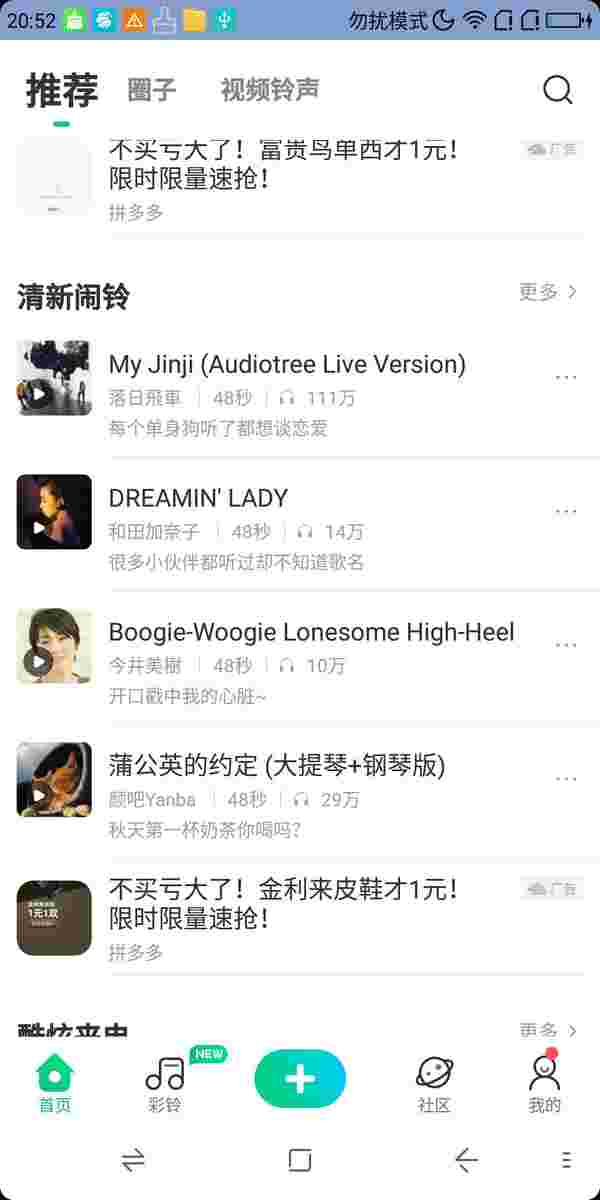 20:52
勿扰模式
推荐
圈子
视频铃声
不买亏大了！富贵鸟单西才1元！
广告
限时限量速抢！
拼多多
清新闹铃
更多
My Jinji (Audiotree Live Version)
落日飛車 48秒 111万
每个单身狗听了都想谈恋爱
DREAMIN' LADY
和田加奈子 48秒 14万
很多小伙伴都听过却不知道歌名
Boogie-Woogie Lonesome High-Heel
今井美樹 48秒 10万
开口戳中我的心脏~
蒲公英的约定 (大提琴+钢琴版)
颜吧Yanba 48秒 29万
秋天第一杯奶茶你喝吗？
1元1双
不买亏大了！金利来皮鞋才1元！
广告
限时限量速抢！
拼多多
酷炫来电
更多
NEW
首页
彩铃
社区
我的